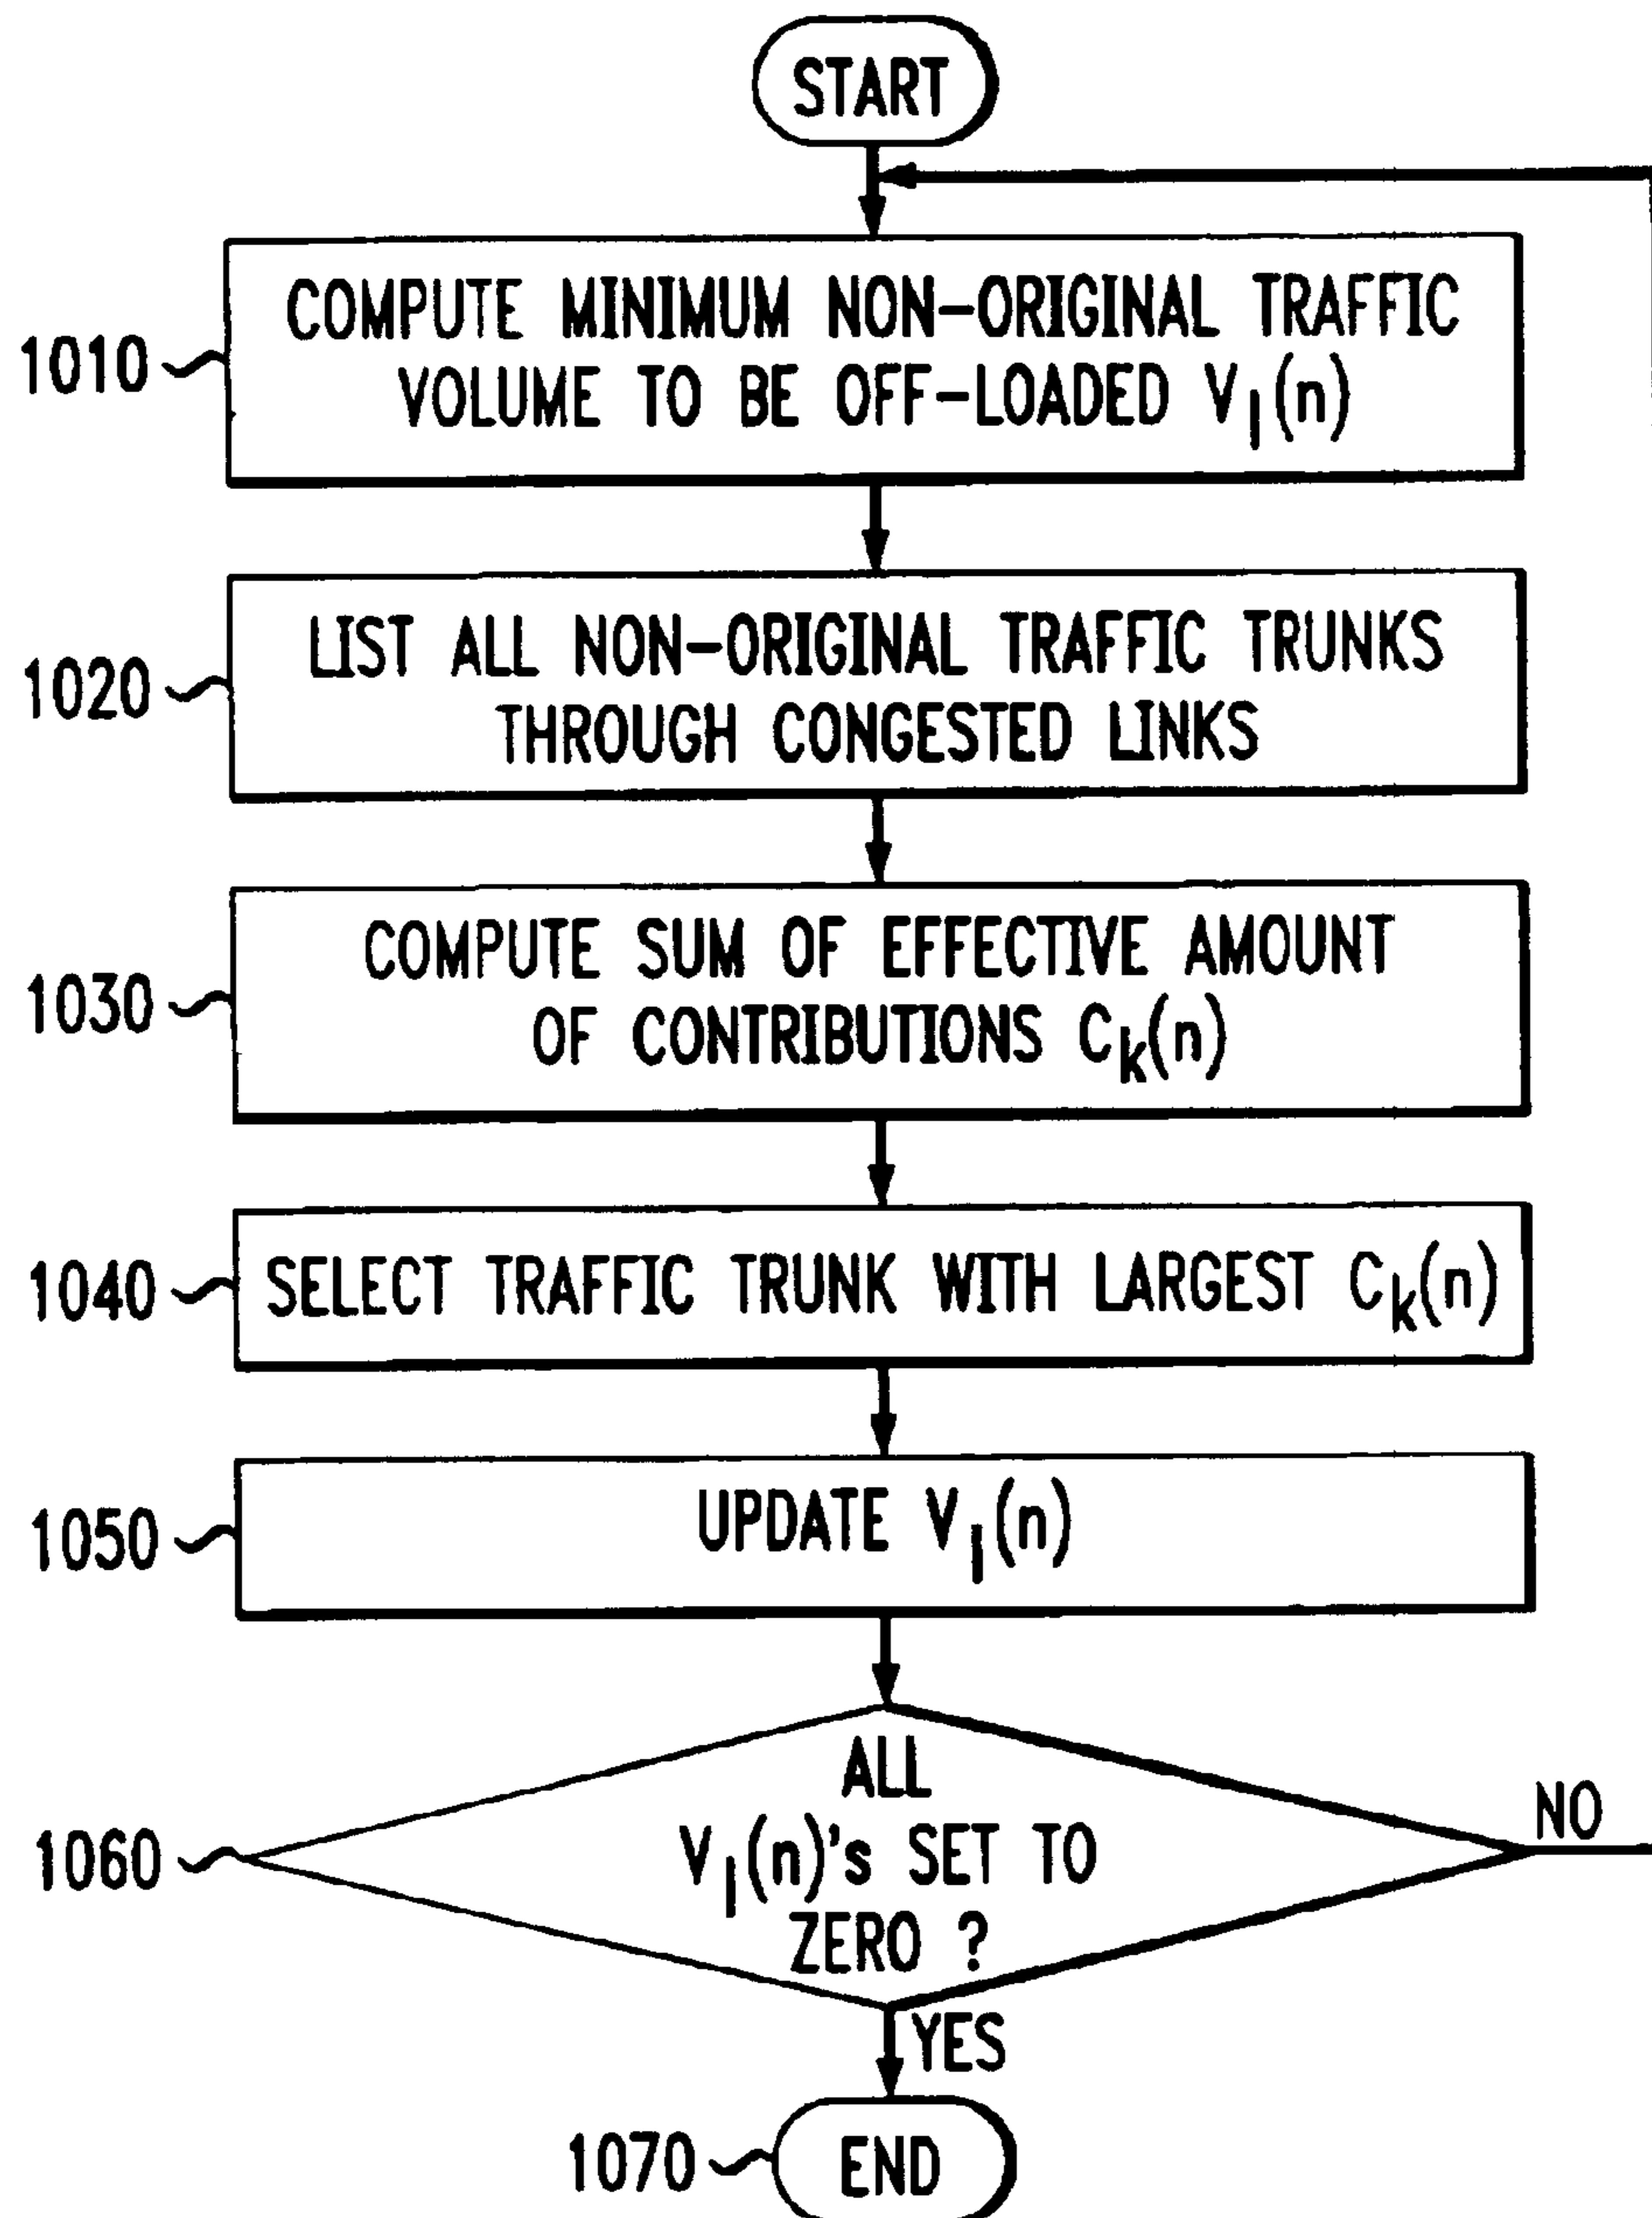 START
1010
COMPUTE MINIMUM NON-ORIGINAL TRAFFIC
VOLUME TO BE OFF-LOADED V_l(n)
1020
LIST ALL NON-ORIGINAL TRAFFIC TRUNKS
THROUGH CONGESTED LINKS
1030
COMPUTE SUM OF EFFECTIVE AMOUNT
OF CONTRIBUTIONS C_k(n)
1040
SELECT TRAFFIC TRUNK WITH LARGEST C_k(n)
1050
UPDATE V_l(n)
1060
ALL
V_l(n)'s SET TO
ZERO ?
NO
YES
1070
END